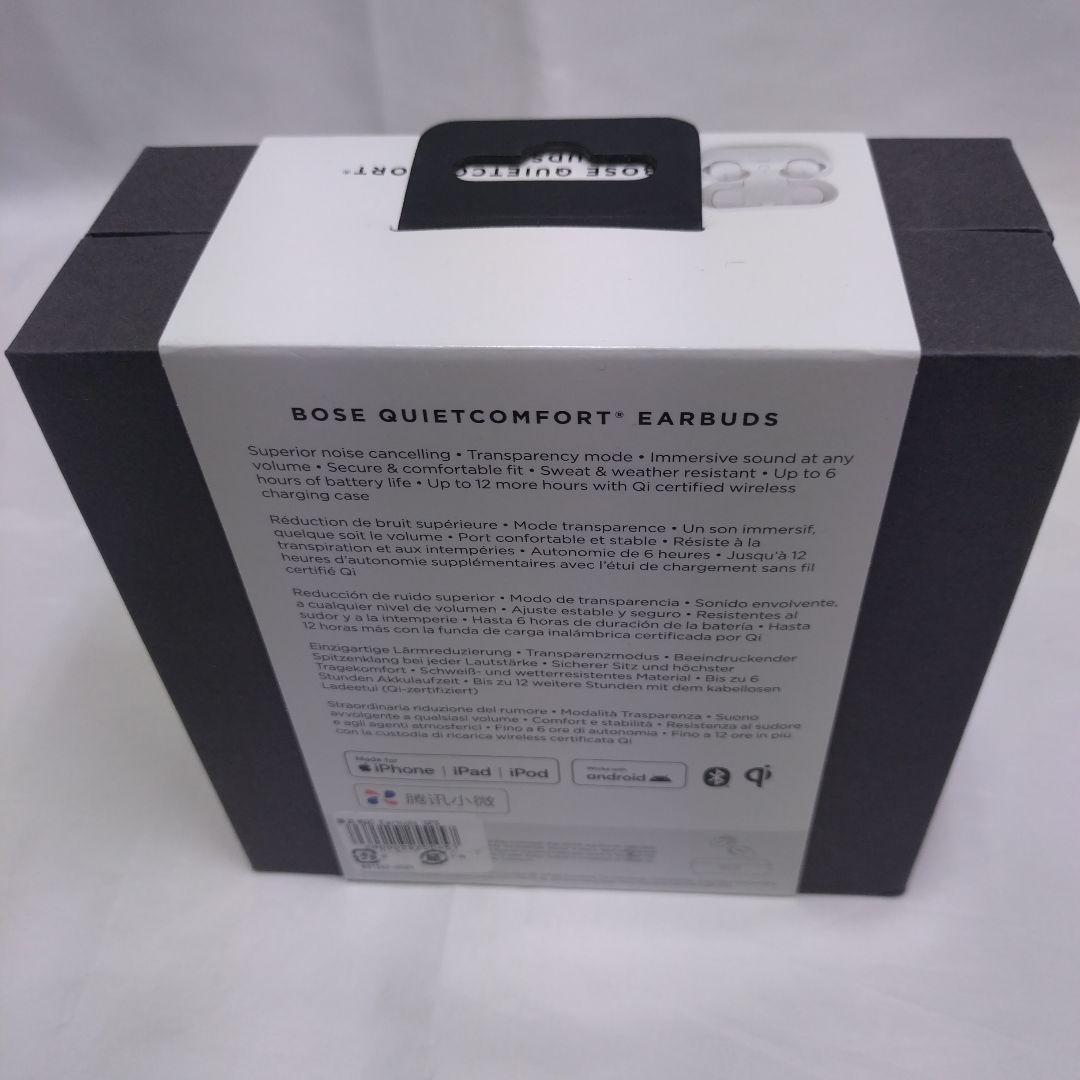 ORT®
BOSE QUIETCO
UDS
BOSE QUIETCOMFORT® EARBUDS
Superior noise cancelling • Transparency mode • Immersive sound at any
volume • Secure & comfortable fit • Sweat & weather resistant • Up to 6
hours of battery life • Up to 12 more hours with Qi certified wireless
charging case
Réduction de bruit supérieure • Mode transparence • Un son immersif,
quelque soit le volume • Port confortable et stable • Résiste à la
transpiration et aux intempéries • Autonomie de 6 heures • Jusqu'à 12
heures d'autonomie supplémentaires avec l'étui de chargement sans fil
certifié Qi
Reducción de ruido superior • Modo de transparencia • Sonido envolvente,
a cualquier nivel de volumen • Ajuste estable y seguro • Resistentes al
sudor y a la intemperie • Hasta 6 horas de duración de la batería • Hasta
12 horas más con la funda de carga inalámbrica certificada por Qi
Einzigartige Lärmreduzierung • Transparenzmodus • Beeindruckender
Spitzenklang bei jeder Lautstärke • Sicherer Sitz und höchster
Tragekomfort • Schweiß- und wetterresistentes Material • Bis zu 6
Stunden Akkulaufzeit • Bis zu 12 weitere Stunden mit dem kabellosen
Ladeetui (Qi-zertifiziert)
Straordinaria riduzione del rumore • Modalità Trasparenza • Suono
avvolgente a qualsiasi volume • Comfort e stabilità • Resistenza al sudore
e agli agenti atmosferici • Fino a 6 ore di autonomia • Fino a 12 ore in più
con la custodia di ricarica wireless certificata Qi
Made for
iPhone | iPad | iPod
Works with
android
qi
腾讯小微